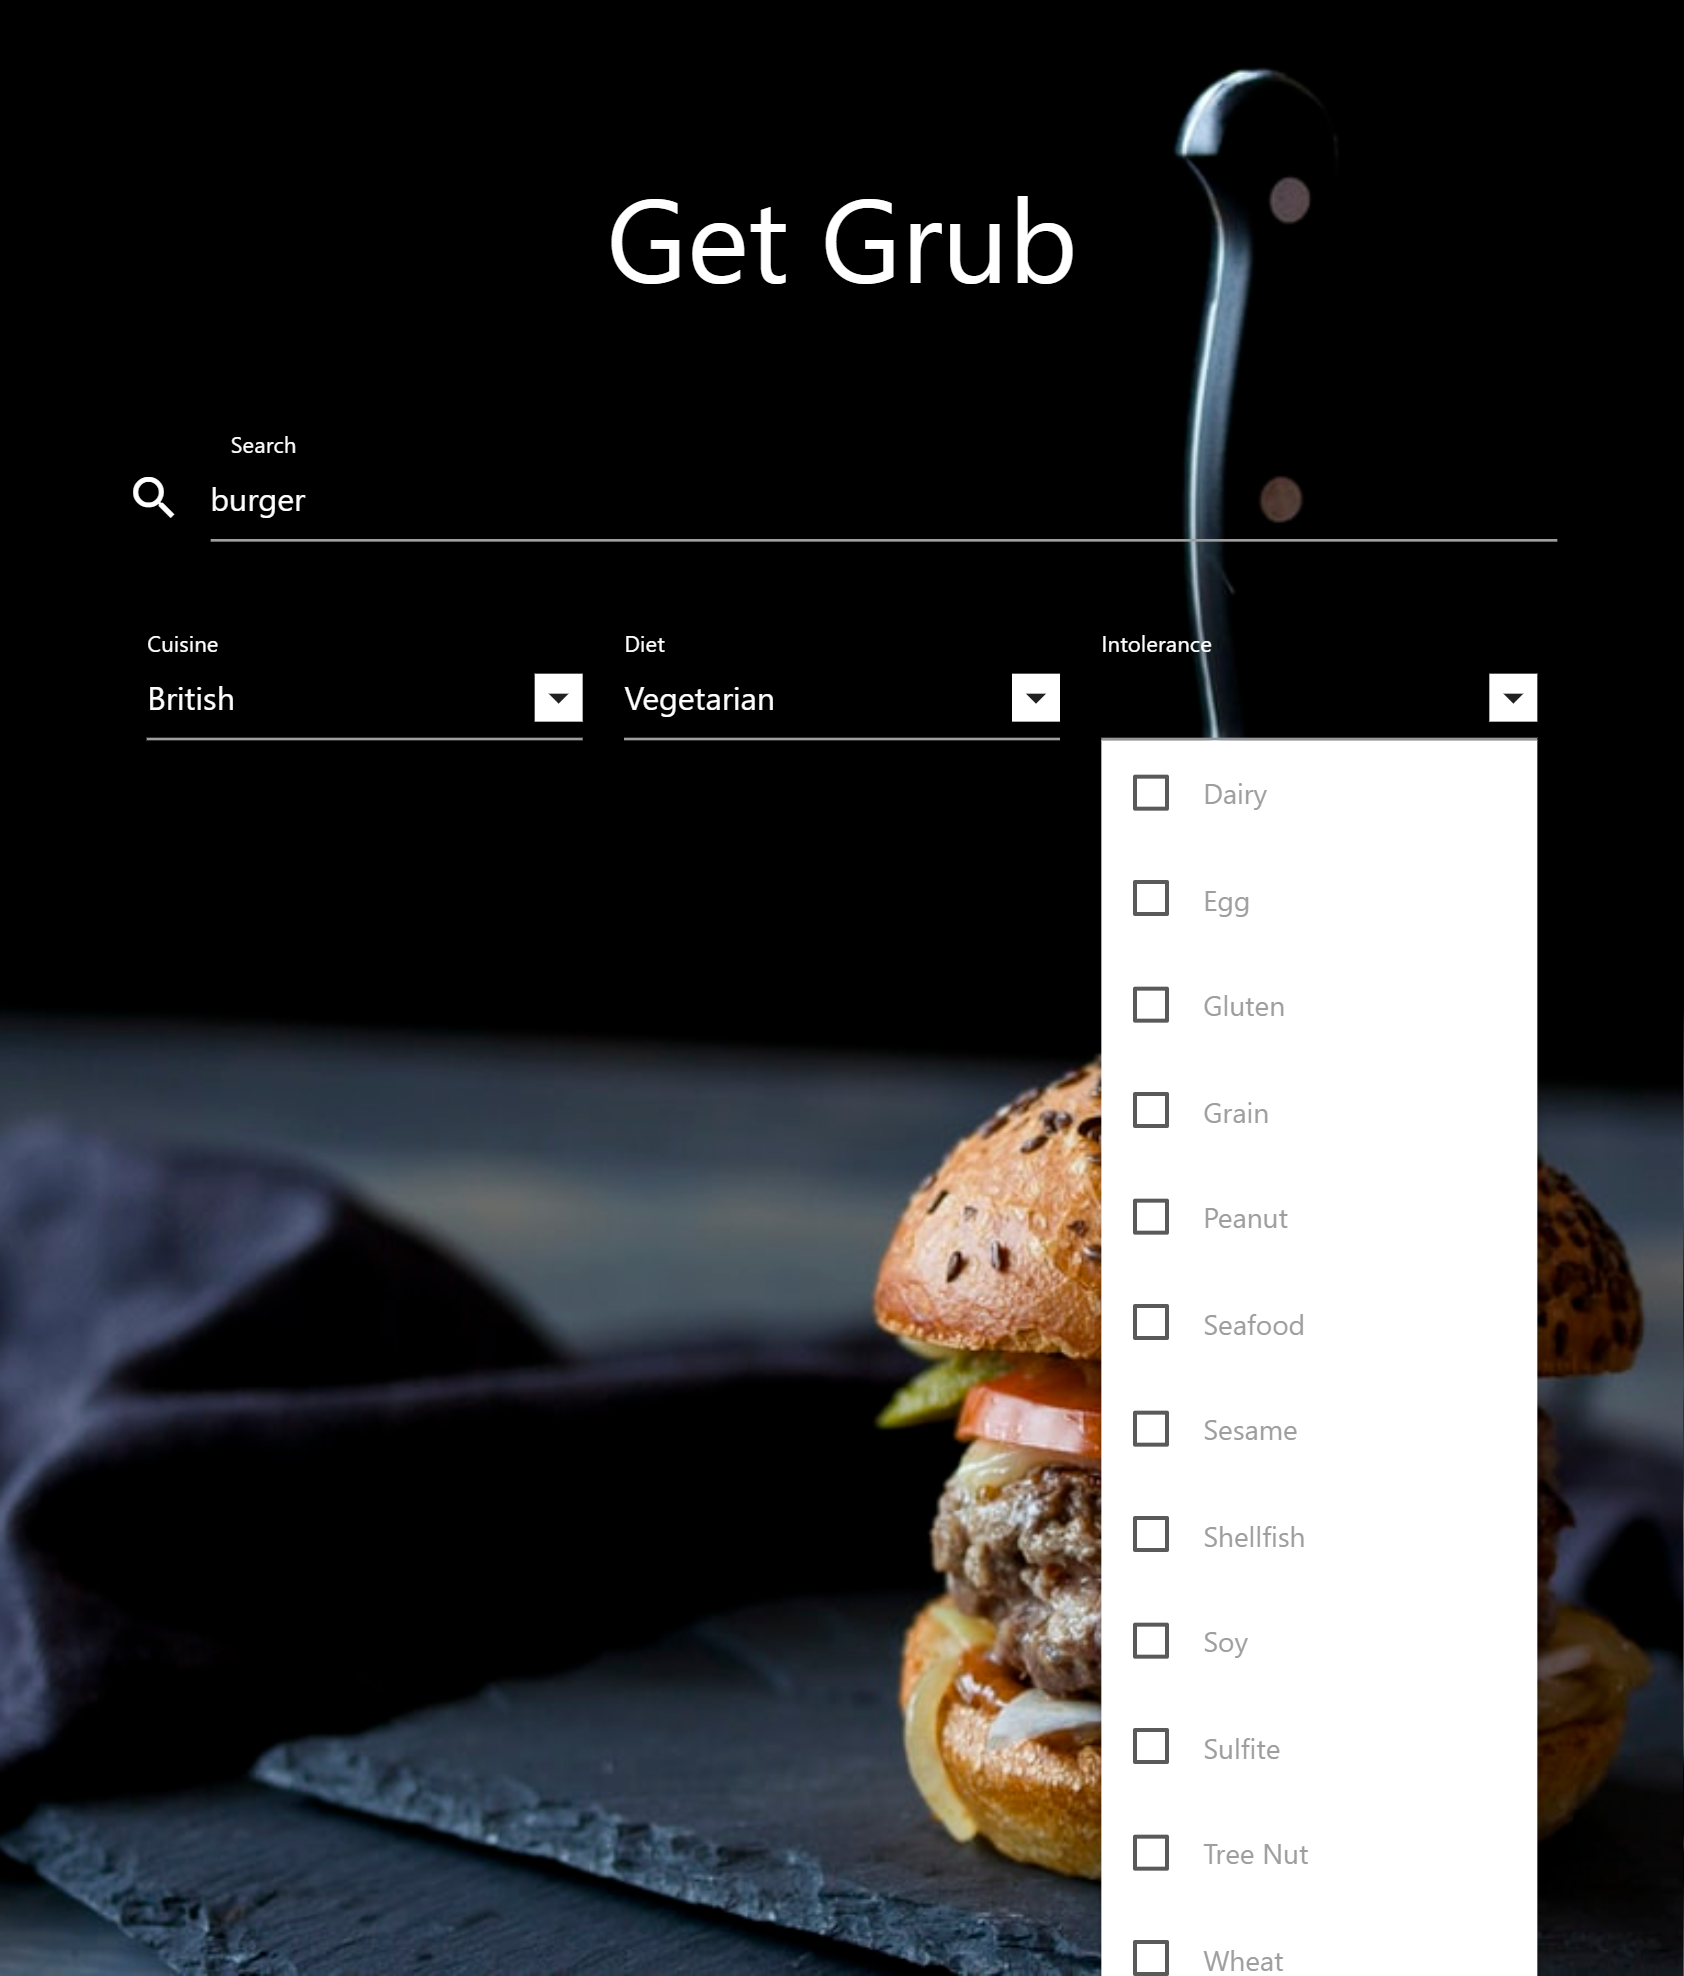 Get Grub
Search
burger
Cuisine
Diet
Intolerance
British
Vegetarian
Dairy
Egg
Gluten
Grain
Peanut
Seafood
Sesame
Shellfish
Soy
Sulfite
Tree Nut
Wheat